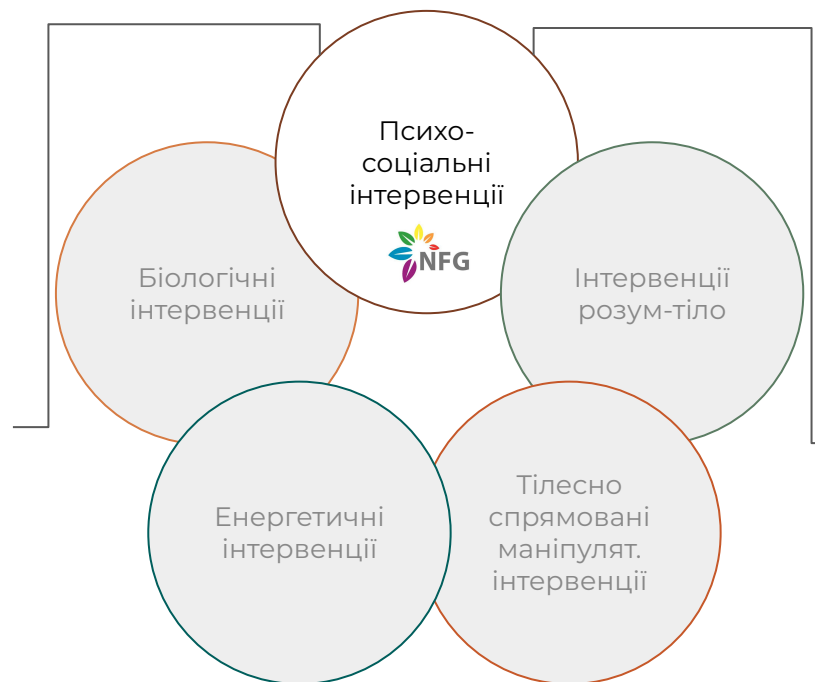 Психо-
соціальні
інтервенції
NFG
Біологічні
інтервенції
Інтервенції
розум-тіло
Енергетичні
інтервенції
Тілесно
спрямовані
маніпулят.
інтервенції